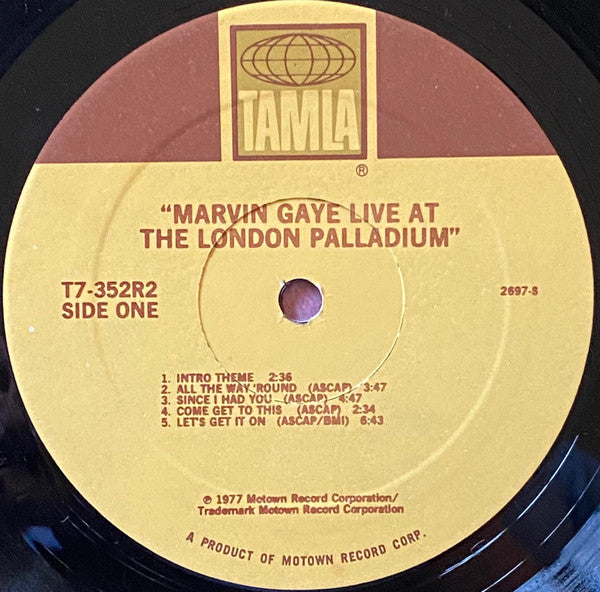 TAMLA
®
"MARVIN GAYE LIVE AT
THE LONDON PALLADIUM"
T7-352R2
SIDE ONE
2697-S
1. INTRO THEME 2:36
2. ALL THE WAY 'ROUND (ASCAP) 3:47
3. SINCE I HAD YOU (ASCAP) 4:47
4. COME GET TO THIS (ASCAP) 2:34
5. LET'S GET IT ON (ASCAP/BMI) 6:43
℗ 1977 Motown Record Corporation/
Trademark Motown Record Corporation
A PRODUCT OF MOTOWN RECORD CORP.